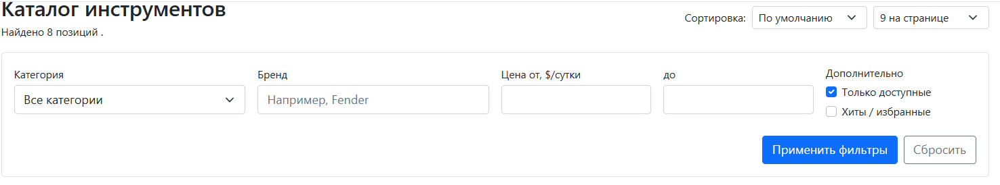 Каталог инструментов
Найдено 8 позиций .
Сортировка: По умолчанию 9 на странице
Категория Бренд Цена от, $/сутки до Дополнительно
Все категории Например, Fender Только доступные
Хиты / избранные
Применить фильтры Сбросить